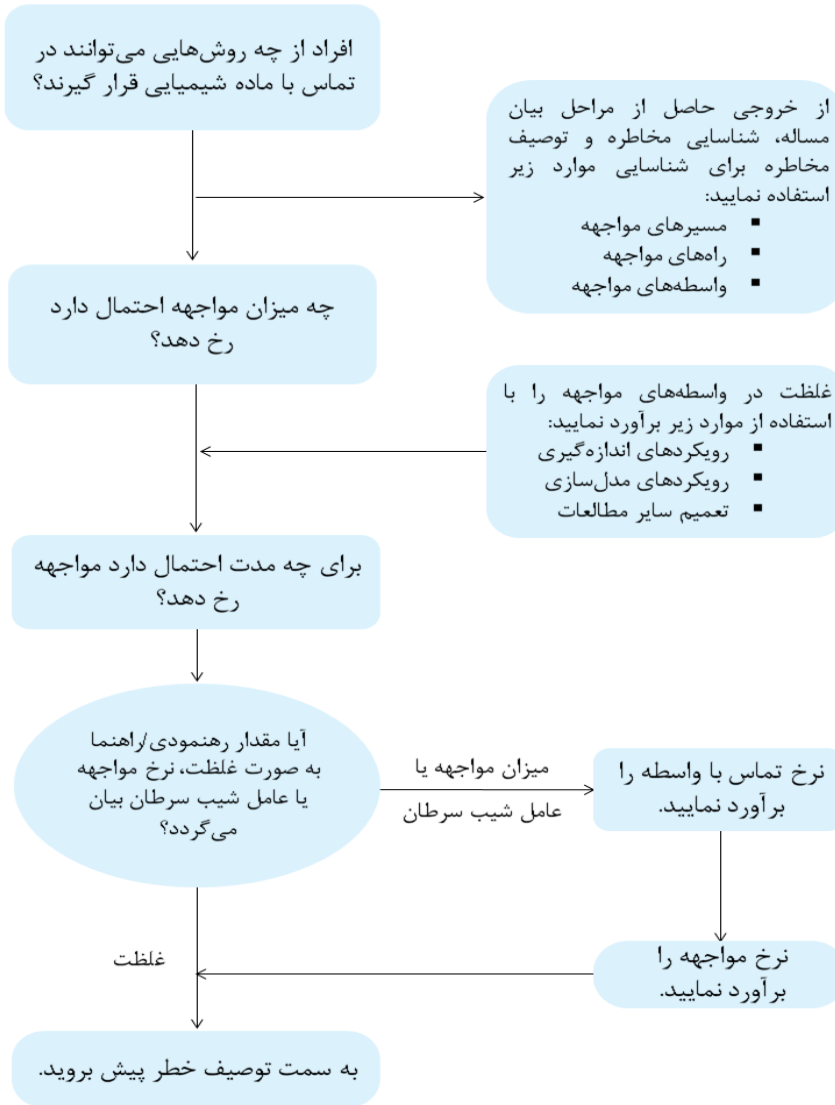 افراد از چه روش‌هایی می‌توانند در
تماس با ماده شیمیایی قرار گیرند؟
از خروجی حاصل از مراحل بیان
مساله، شناسایی مخاطره و توصیف
مخاطره برای شناسایی موارد زیر
استفاده نمایید:
▪ مسیرهای مواجهه
▪ راه‌های مواجهه
▪ واسطه‌های مواجهه
چه میزان مواجهه احتمال دارد
رخ دهد؟
غلظت در واسطه‌های مواجهه را با
استفاده از موارد زیر برآورد نمایید:
▪ رویکردهای اندازه‌گیری
▪ رویکردهای مدل‌سازی
▪ تعمیم سایر مطالعات
برای چه مدت احتمال دارد مواجهه
رخ دهد؟
آیا مقدار رهنمودی/راهنما
به صورت غلظت، نرخ مواجهه
یا عامل شیب سرطان بیان
می‌گردد؟
میزان مواجهه یا
عامل شیب سرطان
نرخ تماس با واسطه را
برآورد نمایید.
نرخ مواجهه را
برآورد نمایید.
غلظت
به سمت توصیف خطر پیش بروید.